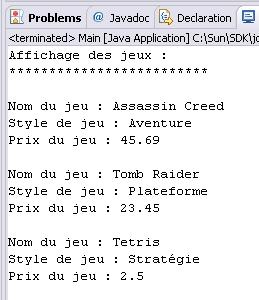 Problems @ Javadoc Declaration
<terminated> Main [Java Application] C:\Sun\SDK\
Affichage des jeux :
*************************
Nom du jeu : Assassin Creed
Style de jeu : Aventure
Prix du jeu : 45.69
Nom du jeu : Tomb Raider
Style de jeu : Plateforme
Prix du jeu : 23.45
Nom du jeu : Tetris
Style de jeu : Stratégie
Prix du jeu : 2.5